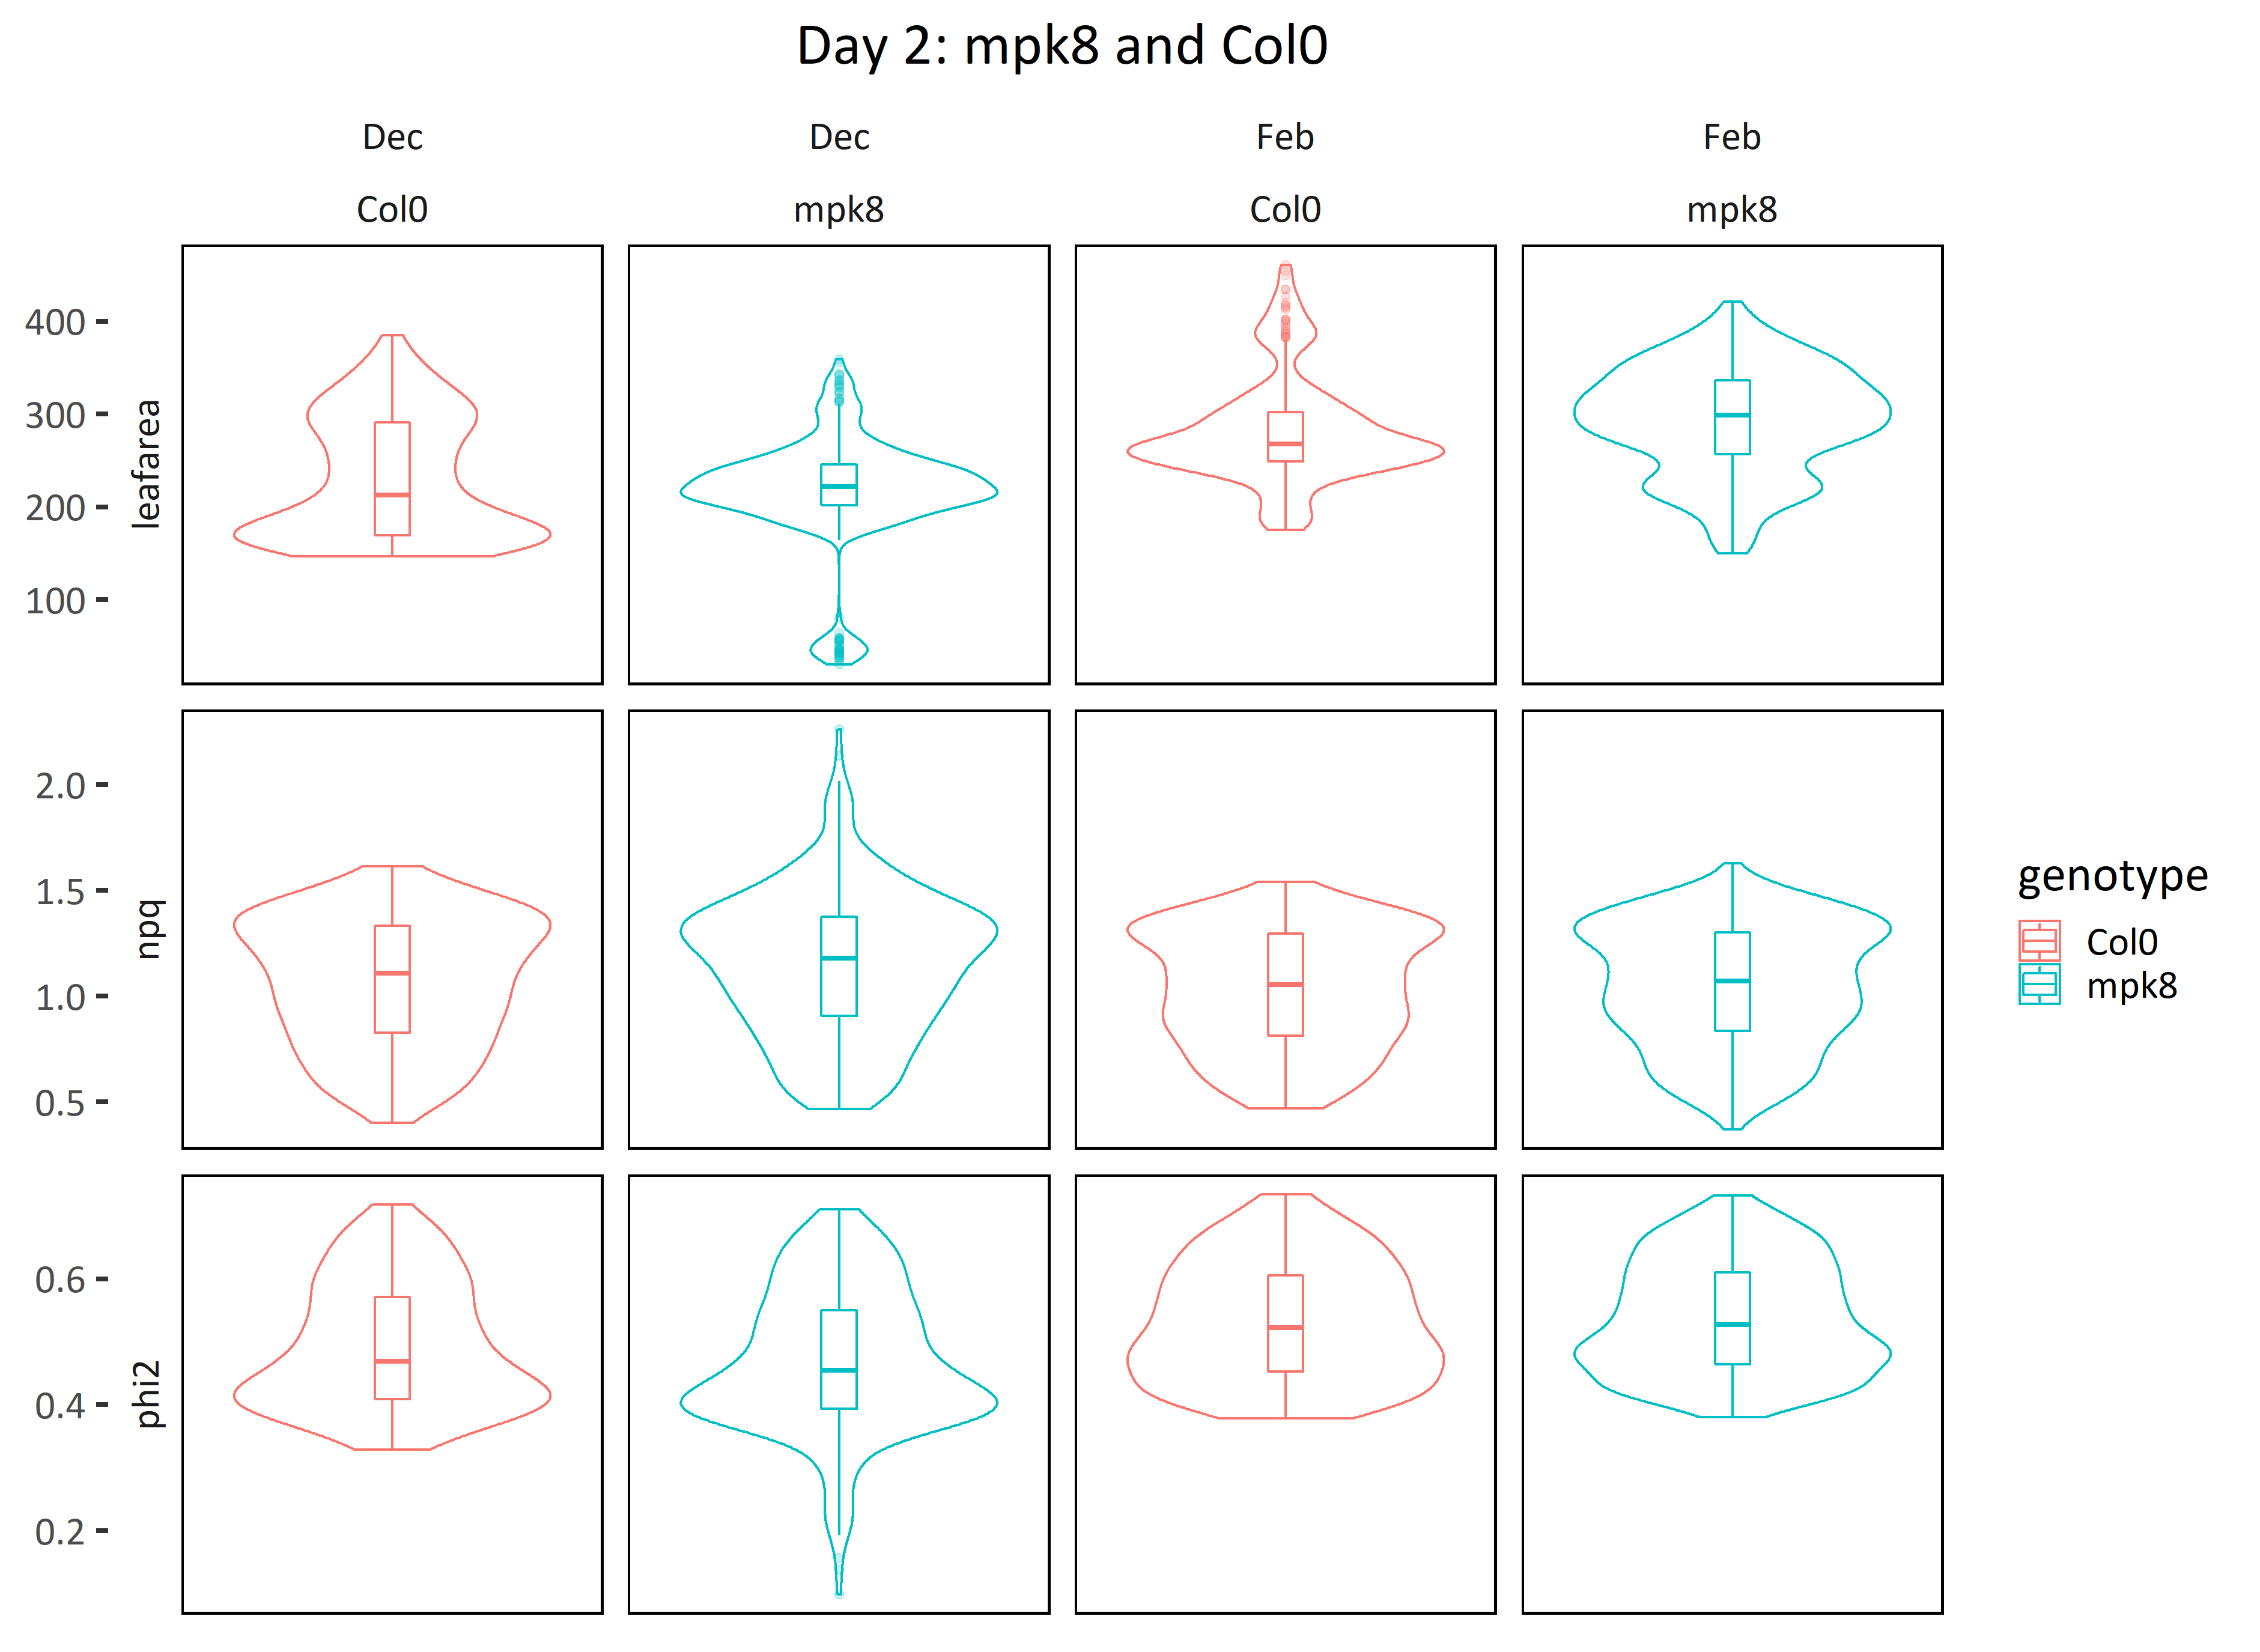 Day 2: mpk8 and Col0
Dec Dec Feb Feb
Col0 mpk8 Col0 mpk8
400
300
200
100
leafarea
2.0
1.5
1.0
0.5
npq
genotype
Col0
mpk8
0.6
0.4
0.2
phi2